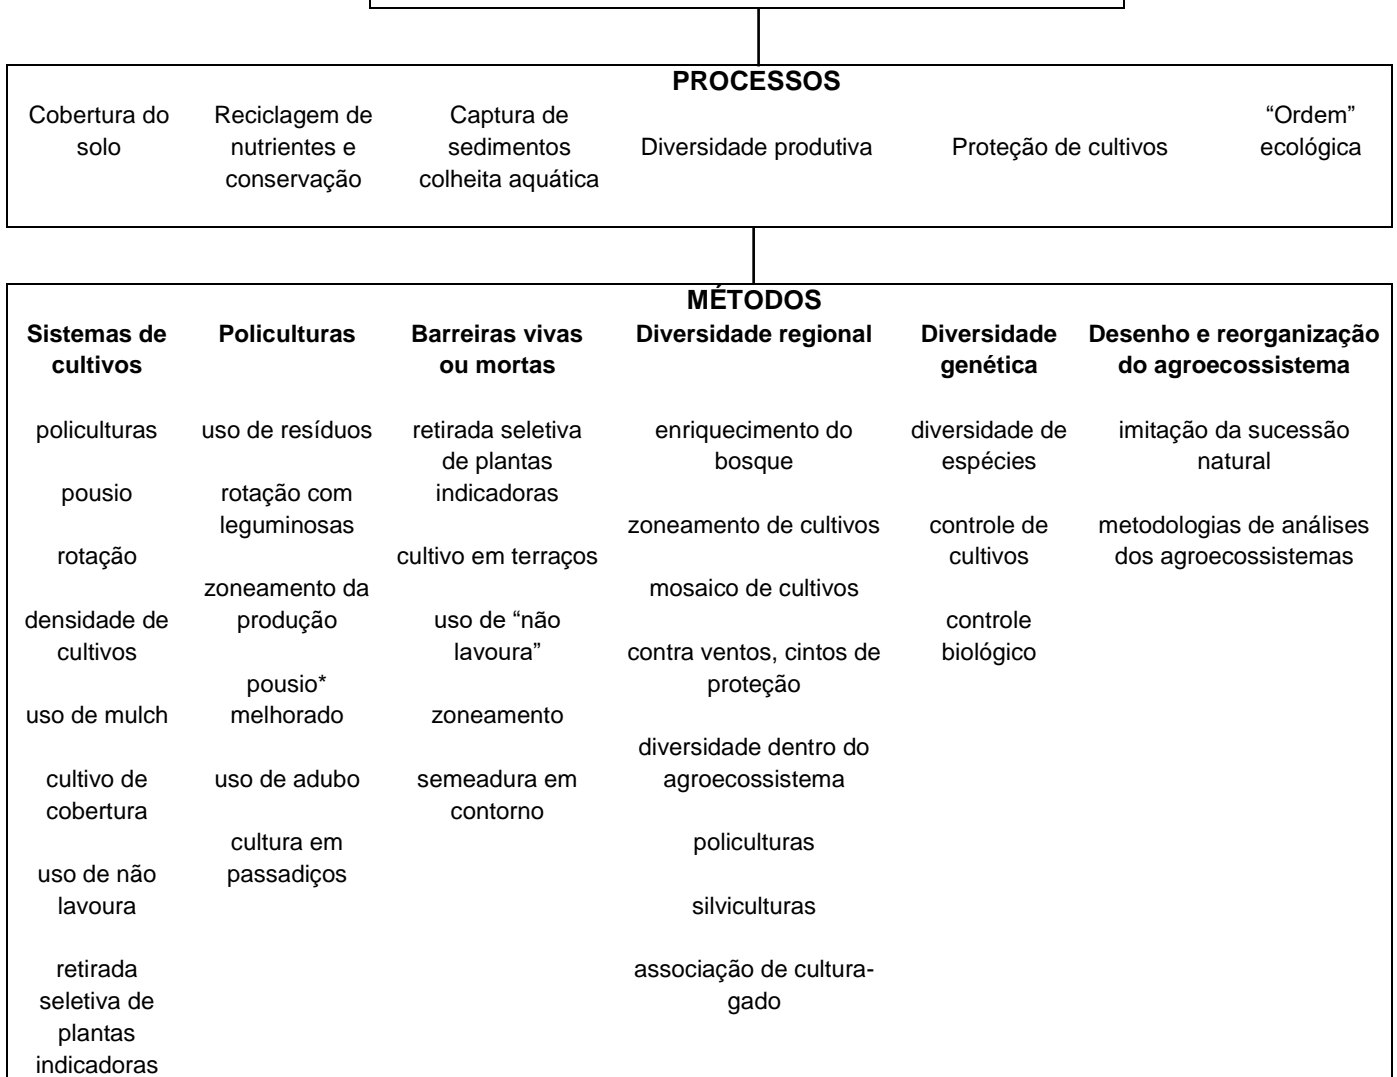 PROCESSOS
Cobertura do
solo
Reciclagem de
nutrientes e
conservação
Captura de
sedimentos
colheita aquática
Diversidade produtiva
Proteção de cultivos
“Ordem”
ecológica
MÉTODOS
Sistemas de
cultivos
policulturas
pousio
rotação
densidade de
cultivos
uso de mulch
cultivo de
cobertura
uso de não
lavoura
retirada
seletiva de
plantas
indicadoras
Policulturas
uso de resíduos
rotação com
leguminosas
zoneamento da
produção
pousio*
melhorado
uso de adubo
cultura em
passadiços
Barreiras vivas
ou mortas
retirada seletiva
de plantas
indicadoras
cultivo em terraços
uso de “não
lavoura”
zoneamento
semeadura em
contorno
Diversidade regional
enriquecimento do
bosque
zoneamento de cultivos
mosaico de cultivos
contra ventos, cintos de
proteção
diversidade dentro do
agroecossistema
policulturas
silviculturas
associação de cultura-
gado
Diversidade
genética
diversidade de
espécies
controle de
cultivos
controle
biológico
Desenho e reorganização
do agroecossistema
imitação da sucessão
natural
metodologias de análises
dos agroecossistemas